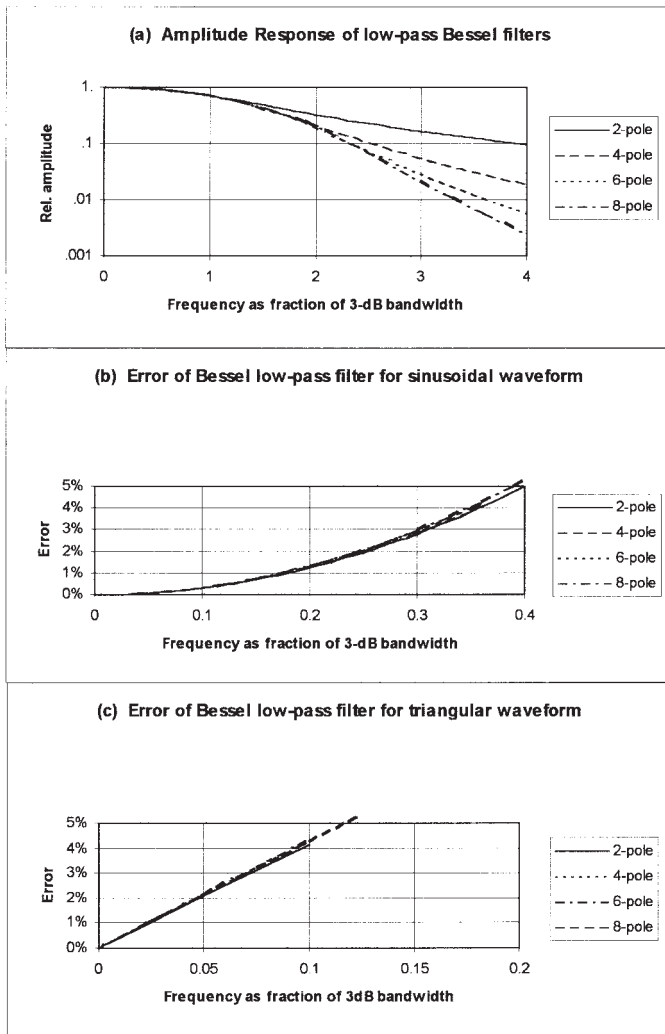 (a) Amplitude Response of low-pass Bessel filters
Rel. amplitude
1.
.1
.01
.001
0 1 2 3 4
Frequency as fraction of 3-dB bandwidth
2-pole
4-pole
6-pole
8-pole
(b) Error of Bessel low-pass filter for sinusoidal waveform
Error
5%
4%
3%
2%
1%
0%
0 0.1 0.2 0.3 0.4
Frequency as fraction of 3-dB bandwidth
2-pole
4-pole
6-pole
8-pole
(c) Error of Bessel low-pass filter for triangular waveform
Error
5%
4%
3%
2%
1%
0%
0 0.05 0.1 0.15 0.2
Frequency as fraction of 3dB bandwidth
2-pole
4-pole
6-pole
8-pole